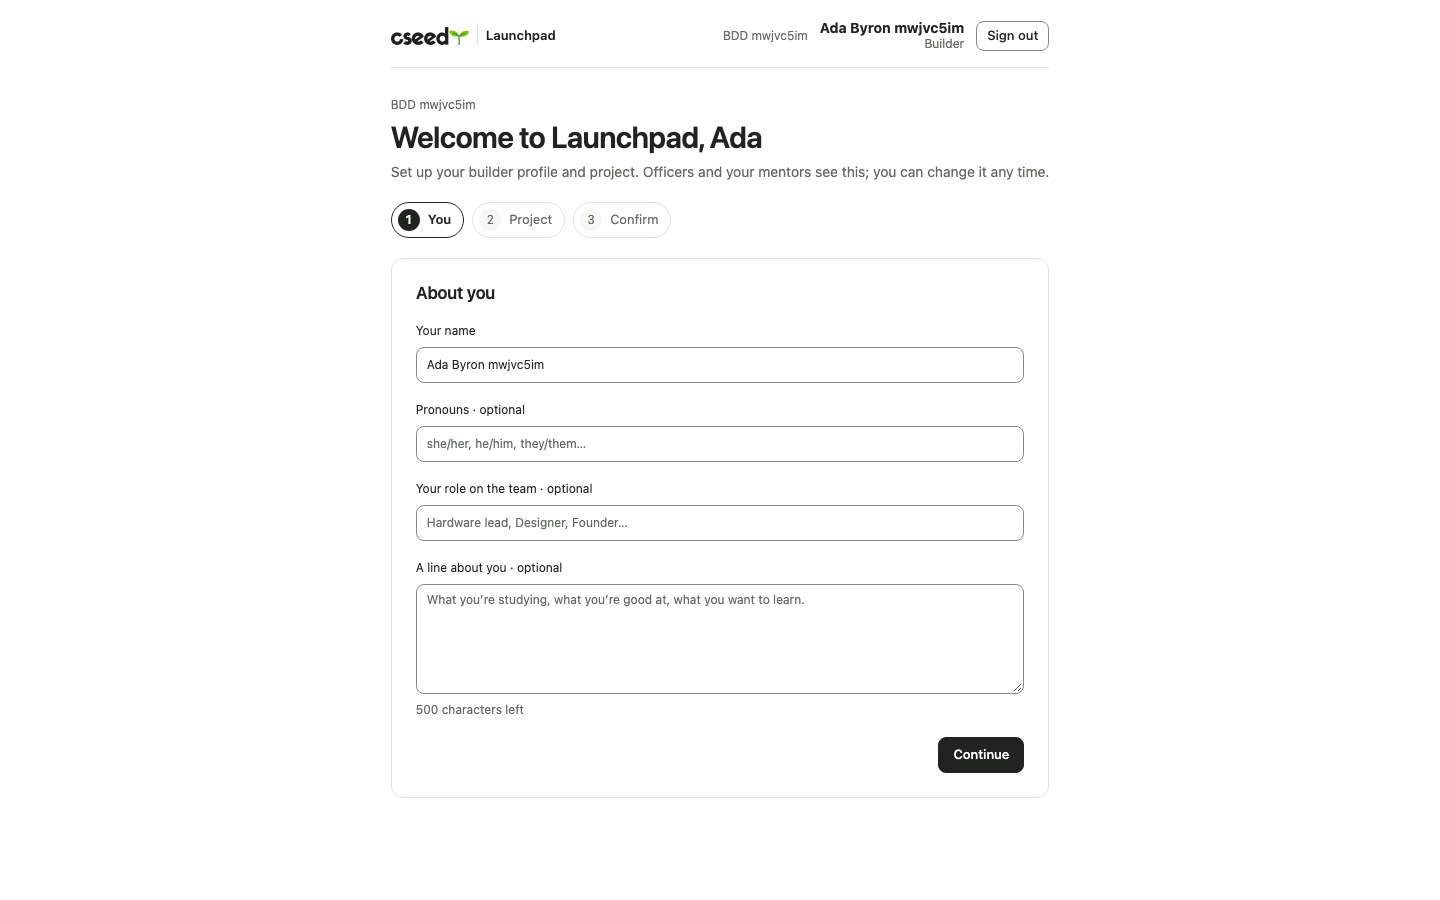 cseed
Launchpad
BDD mwjvc5im
Ada Byron mwjvc5im
Builder
Sign out
BDD mwjvc5im
Welcome to Launchpad, Ada
Set up your builder profile and project. Officers and your mentors see this; you can change it any time.
1 You
2 Project
3 Confirm
About you
Your name
Ada Byron mwjvc5im
Pronouns · optional
she/her, he/him, they/them…
Your role on the team · optional
Hardware lead, Designer, Founder…
A line about you · optional
What you’re studying, what you’re good at, what you want to learn.
500 characters left
Continue